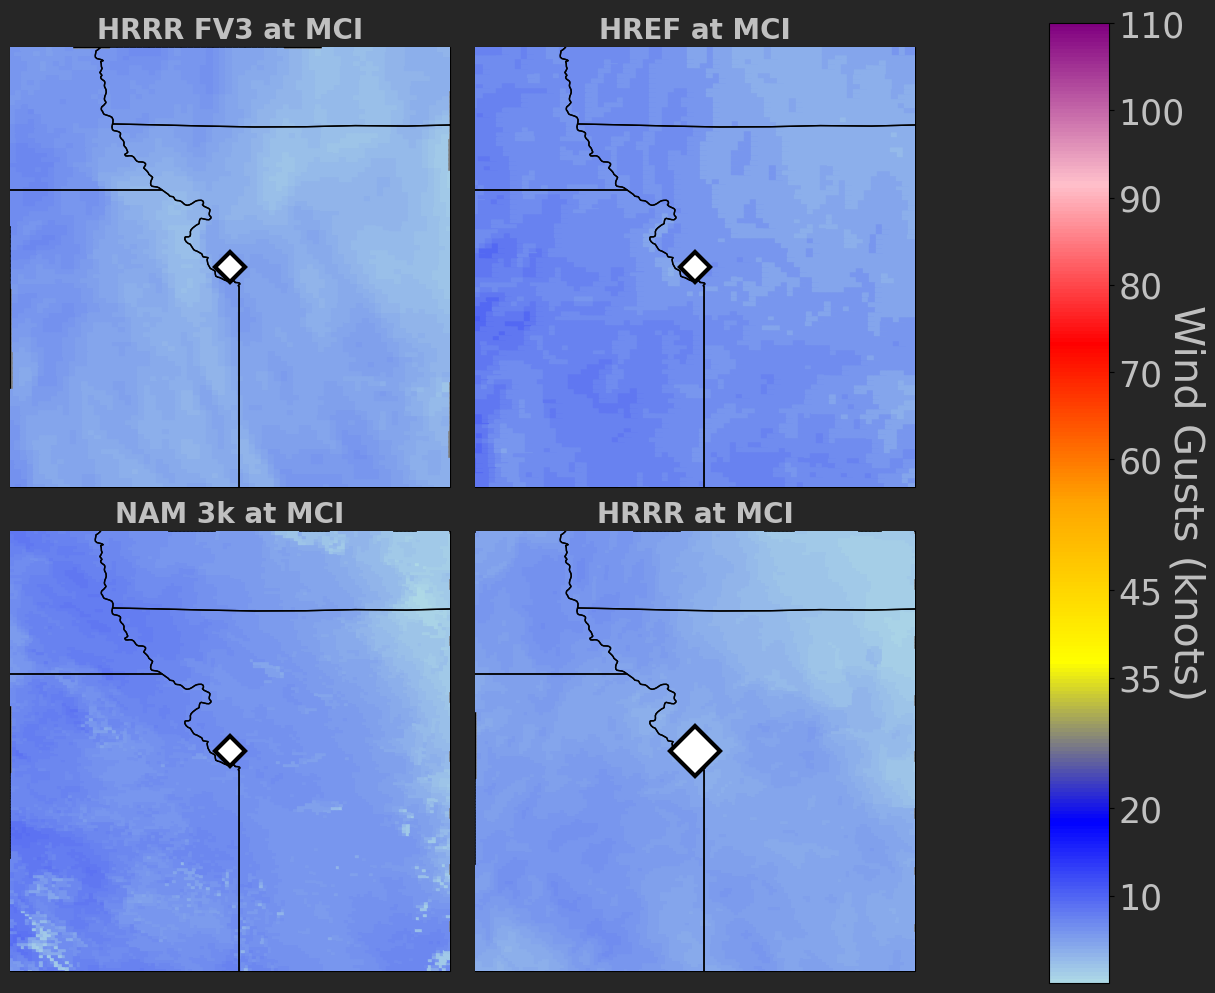 HRRR FV3 at MCI
HREF at MCI
NAM 3k at MCI
HRRR at MCI
110
100
90
80
70
60
45
35
20
10
Wind Gusts (knots)